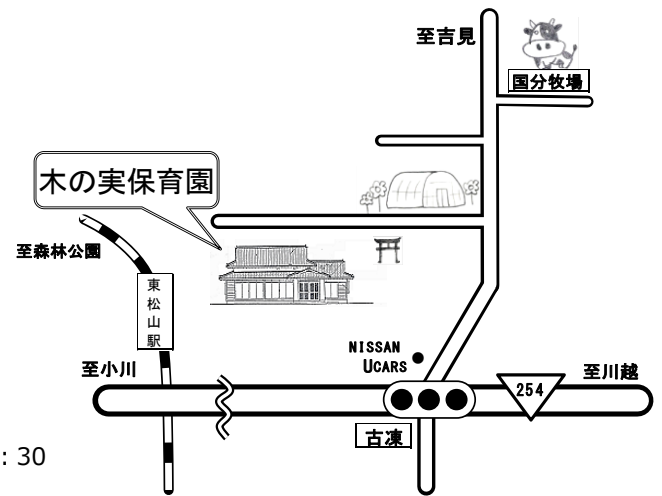 至吉見
国分牧場
木の実保育園
至森林公園
東松山駅
NISSAN
UCARS
至小川
254
至川越
古凍
: 30